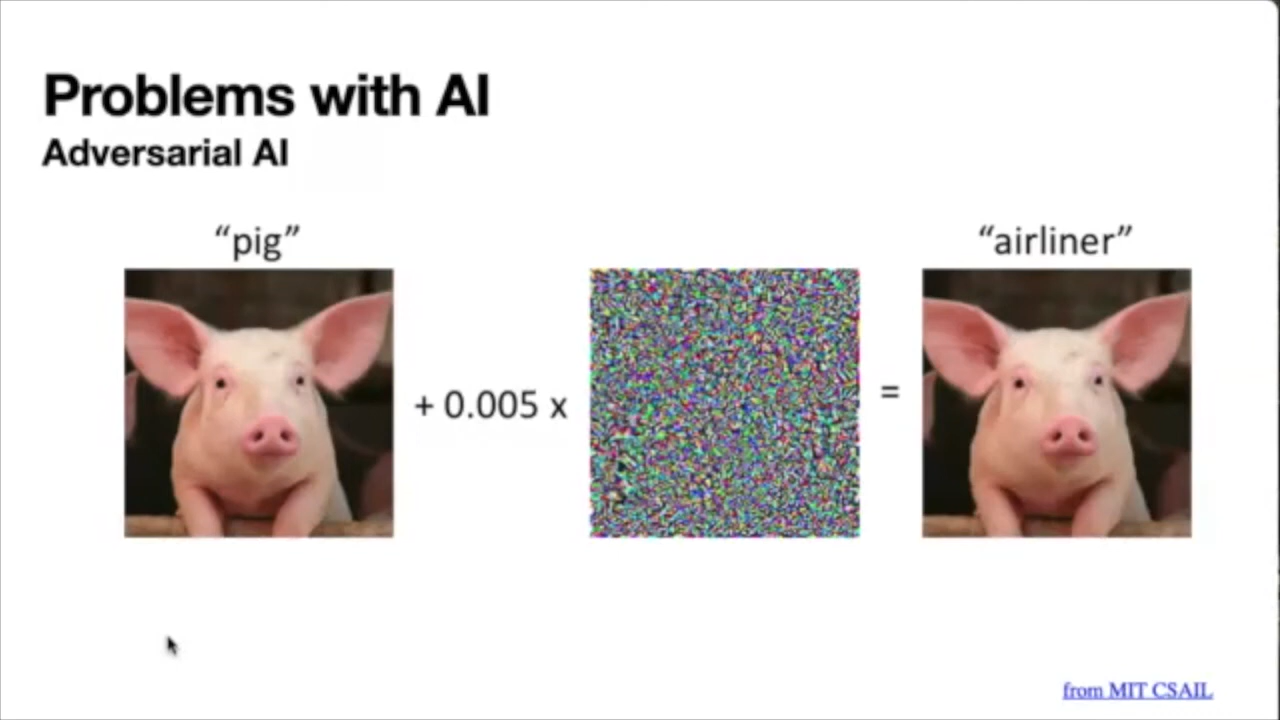 Problems with AI
Adversarial AI
“pig”
“airliner”
+ 0.005 x
=
from MIT CSAIL